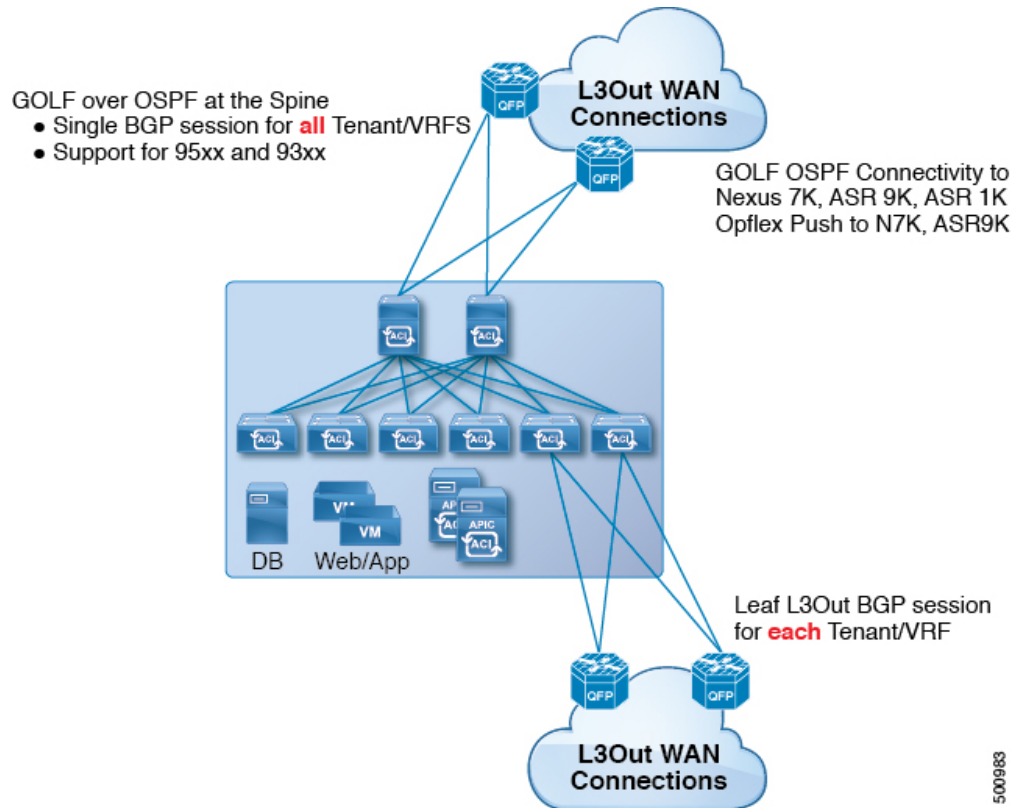 L3Out WAN
Connections
QFP
QFP
GOLF over OSPF at the Spine
● Single BGP session for all Tenant/VRFS
● Support for 95xx and 93xx
GOLF OSPF Connectivity to
Nexus 7K, ASR 9K, ASR 1K
Opflex Push to N7K, ASR9K
ACI
ACI
ACI
ACI
ACI
ACI
ACI
ACI
DB
VM
VM
Web/App
APIC
ACI
Leaf L3Out BGP session
for each Tenant/VRF
QFP
QFP
L3Out WAN
Connections
500983